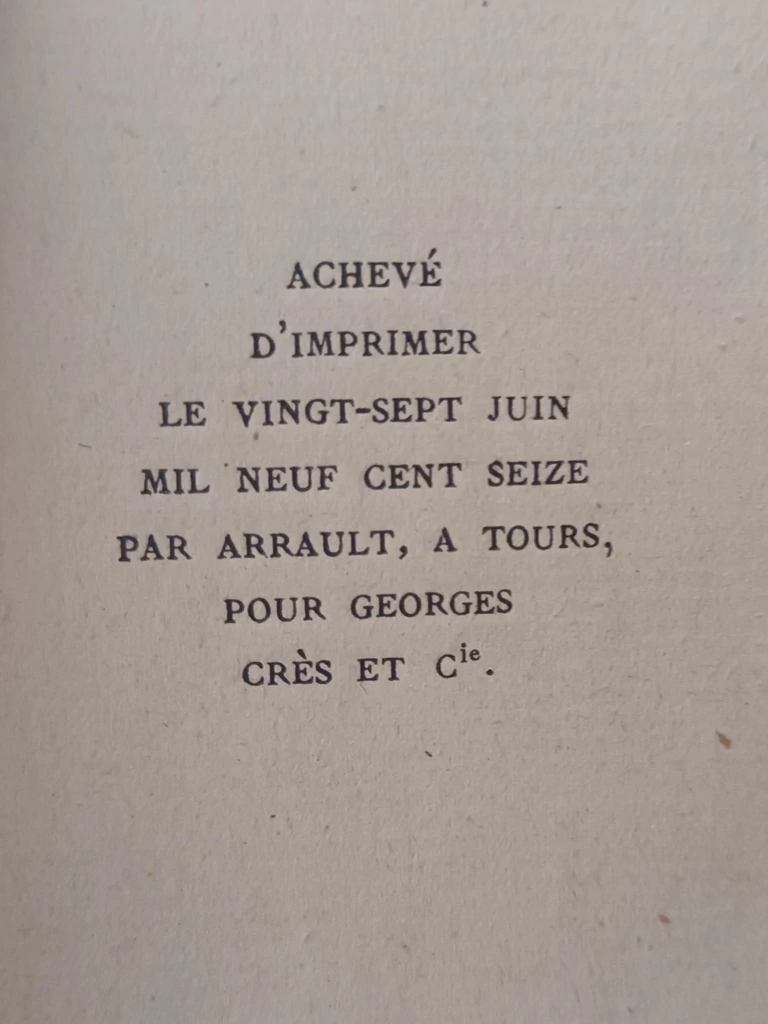 ACHEVÉ
D'IMPRIMER
LE VINGT-SEPT JUIN
MIL NEUF CENT SEIZE
PAR ARRAULT, A TOURS,
POUR GEORGES
CRÈS ET Cie.